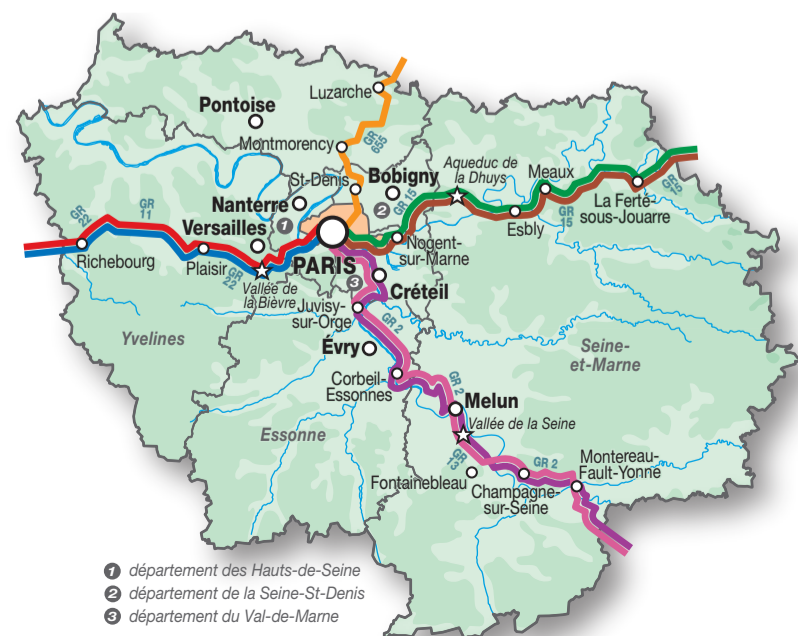 Luzarche
Pontoise
GR
655
Montmorency
St-Denis
Bobigny
Aqueduc de
la Dhuys
Meaux
GR 15
2
La Ferté-
sous-Jouarre
GR15
Nanterre
1
GR
22
GR
11
Versailles
Esbly
GR
15
Nogent-
sur-Marne
Richebourg
Plaisir
GR
22
PARIS
Vallée de
la Bièvre
3
Créteil
Juvisy-
sur-Orge
GR 2
Yvelines
Évry
Seine-
et-Marne
Corbeil-
Essonnes
GR 2
Melun
Vallée de la Seine
Essonne
GR
13
GR 2
Montereau-
Fault-Yonne
Fontainebleau
Champagne-
sur-Seine
1 département des Hauts-de-Seine
2 département de la Seine-St-Denis
3 département du Val-de-Marne